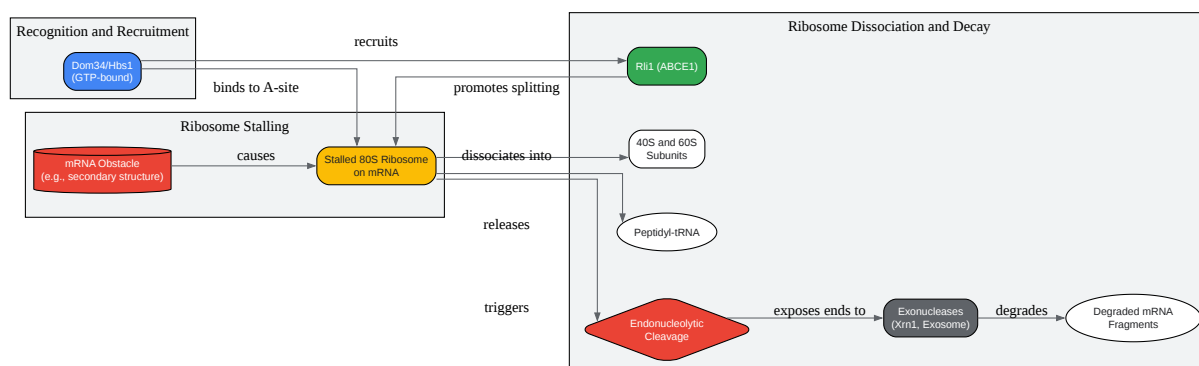 Recognition and Recruitment
Dom34/Hbs1
(GTP-bound)
recruits
binds to A-site
Ribosome Dissociation and Decay
Rli1 (ABCE1)
promotes splitting
Ribosome Stalling
mRNA Obstacle
(e.g., secondary structure)
causes
Stalled 80S Ribosome
on mRNA
dissociates into
40S and 60S
Subunits
releases
Peptidyl-tRNA
triggers
Endonucleolytic
Cleavage
exposes ends to
Exonucleases
(Xrn1, Exosome)
degrades
Degraded mRNA
Fragments